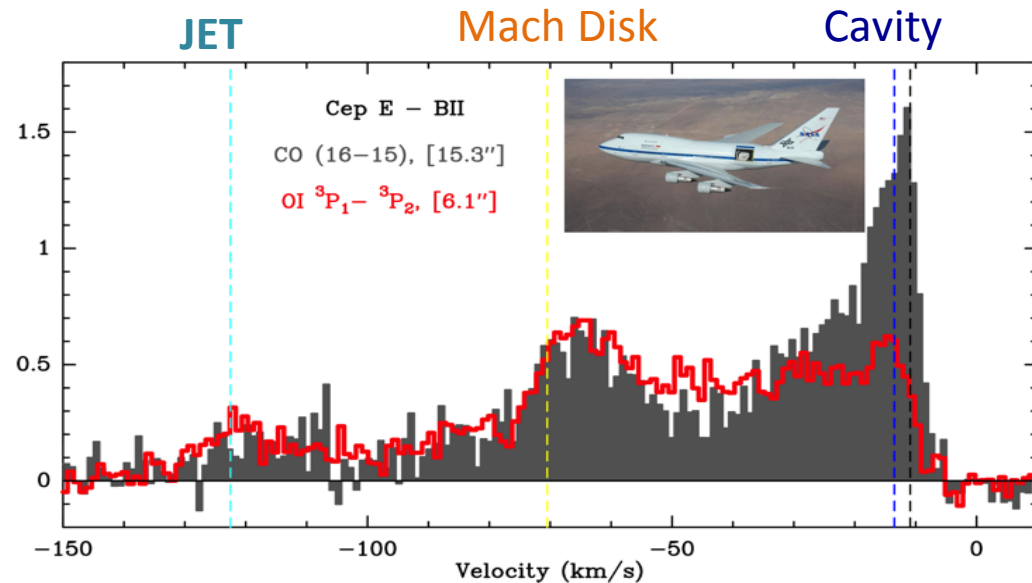 JET Mach Disk Cavity
Cep E – BII
CO (16–15), [15.3″]
OI ³P₁– ³P₂, [6.1″]
NASA
1.5
1
0.5
0
−150 −100 −50 0
Velocity (km/s)